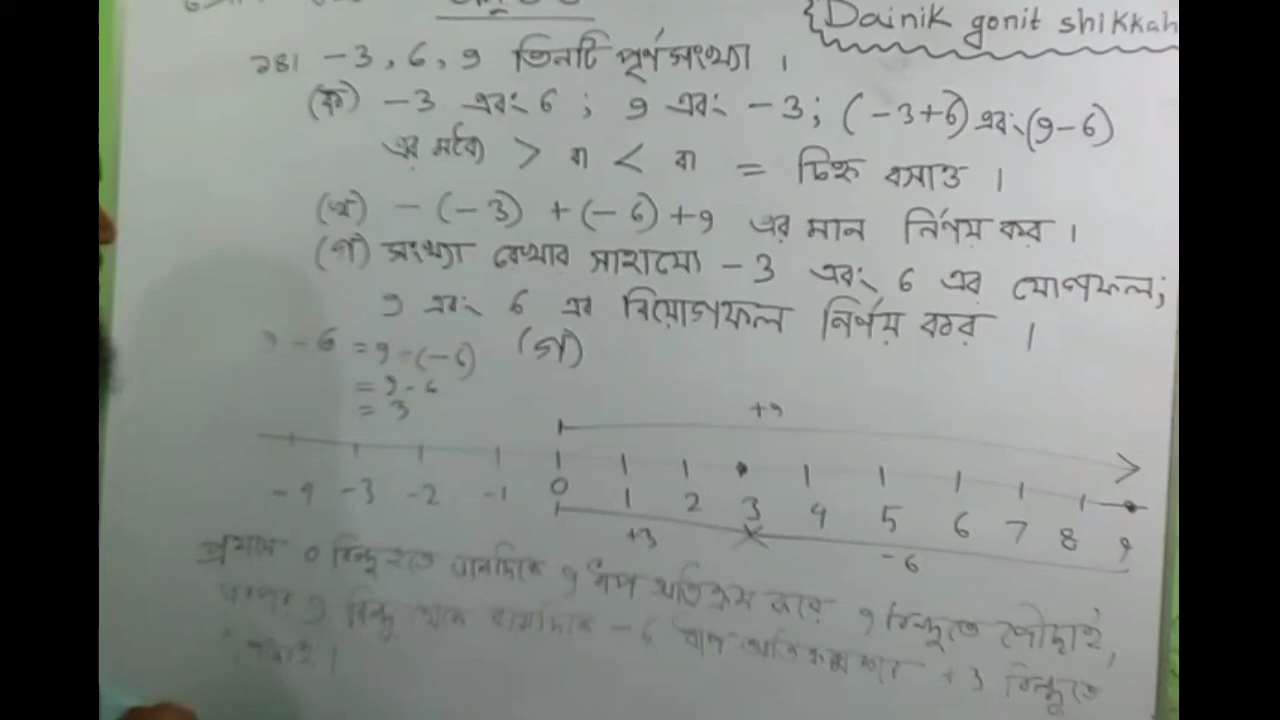 {Dainik gonit shikkah
২৪। -3, 6, 9 তিনটি পূর্ণসংখ্যা ।
(ক) -3 এবং 6 ; 9 এবং -3; (-3+6) এবং (9-6)
এর মধ্যে > বা < বা = চিহ্ন বসাও ।
(খ) -(-3) +(-6)+9 এর মান নির্ণয় কর ।
(গ) সংখ্যা রেখার সাহায্যে -3 এবং 6 এর যোগফল;
9 এবং 6 এর বিয়োগফল নির্ণয় কর ।
- 6 = 9-(-6) (গ)
= 9-6
= 3
+9
-4 -3 -2 -1 0 1 2 3 4 5 6 7 8 9
+3 -6
প্রথমে 0 বিন্দু হতে ডানদিকে 9 ধাপ অতিক্রম করে 9 বিন্দুতে পৌছাই,
9 বিন্দু থেকে বামদিকে -6 ধাপ অতিক্রম করে +3 বিন্দুতে